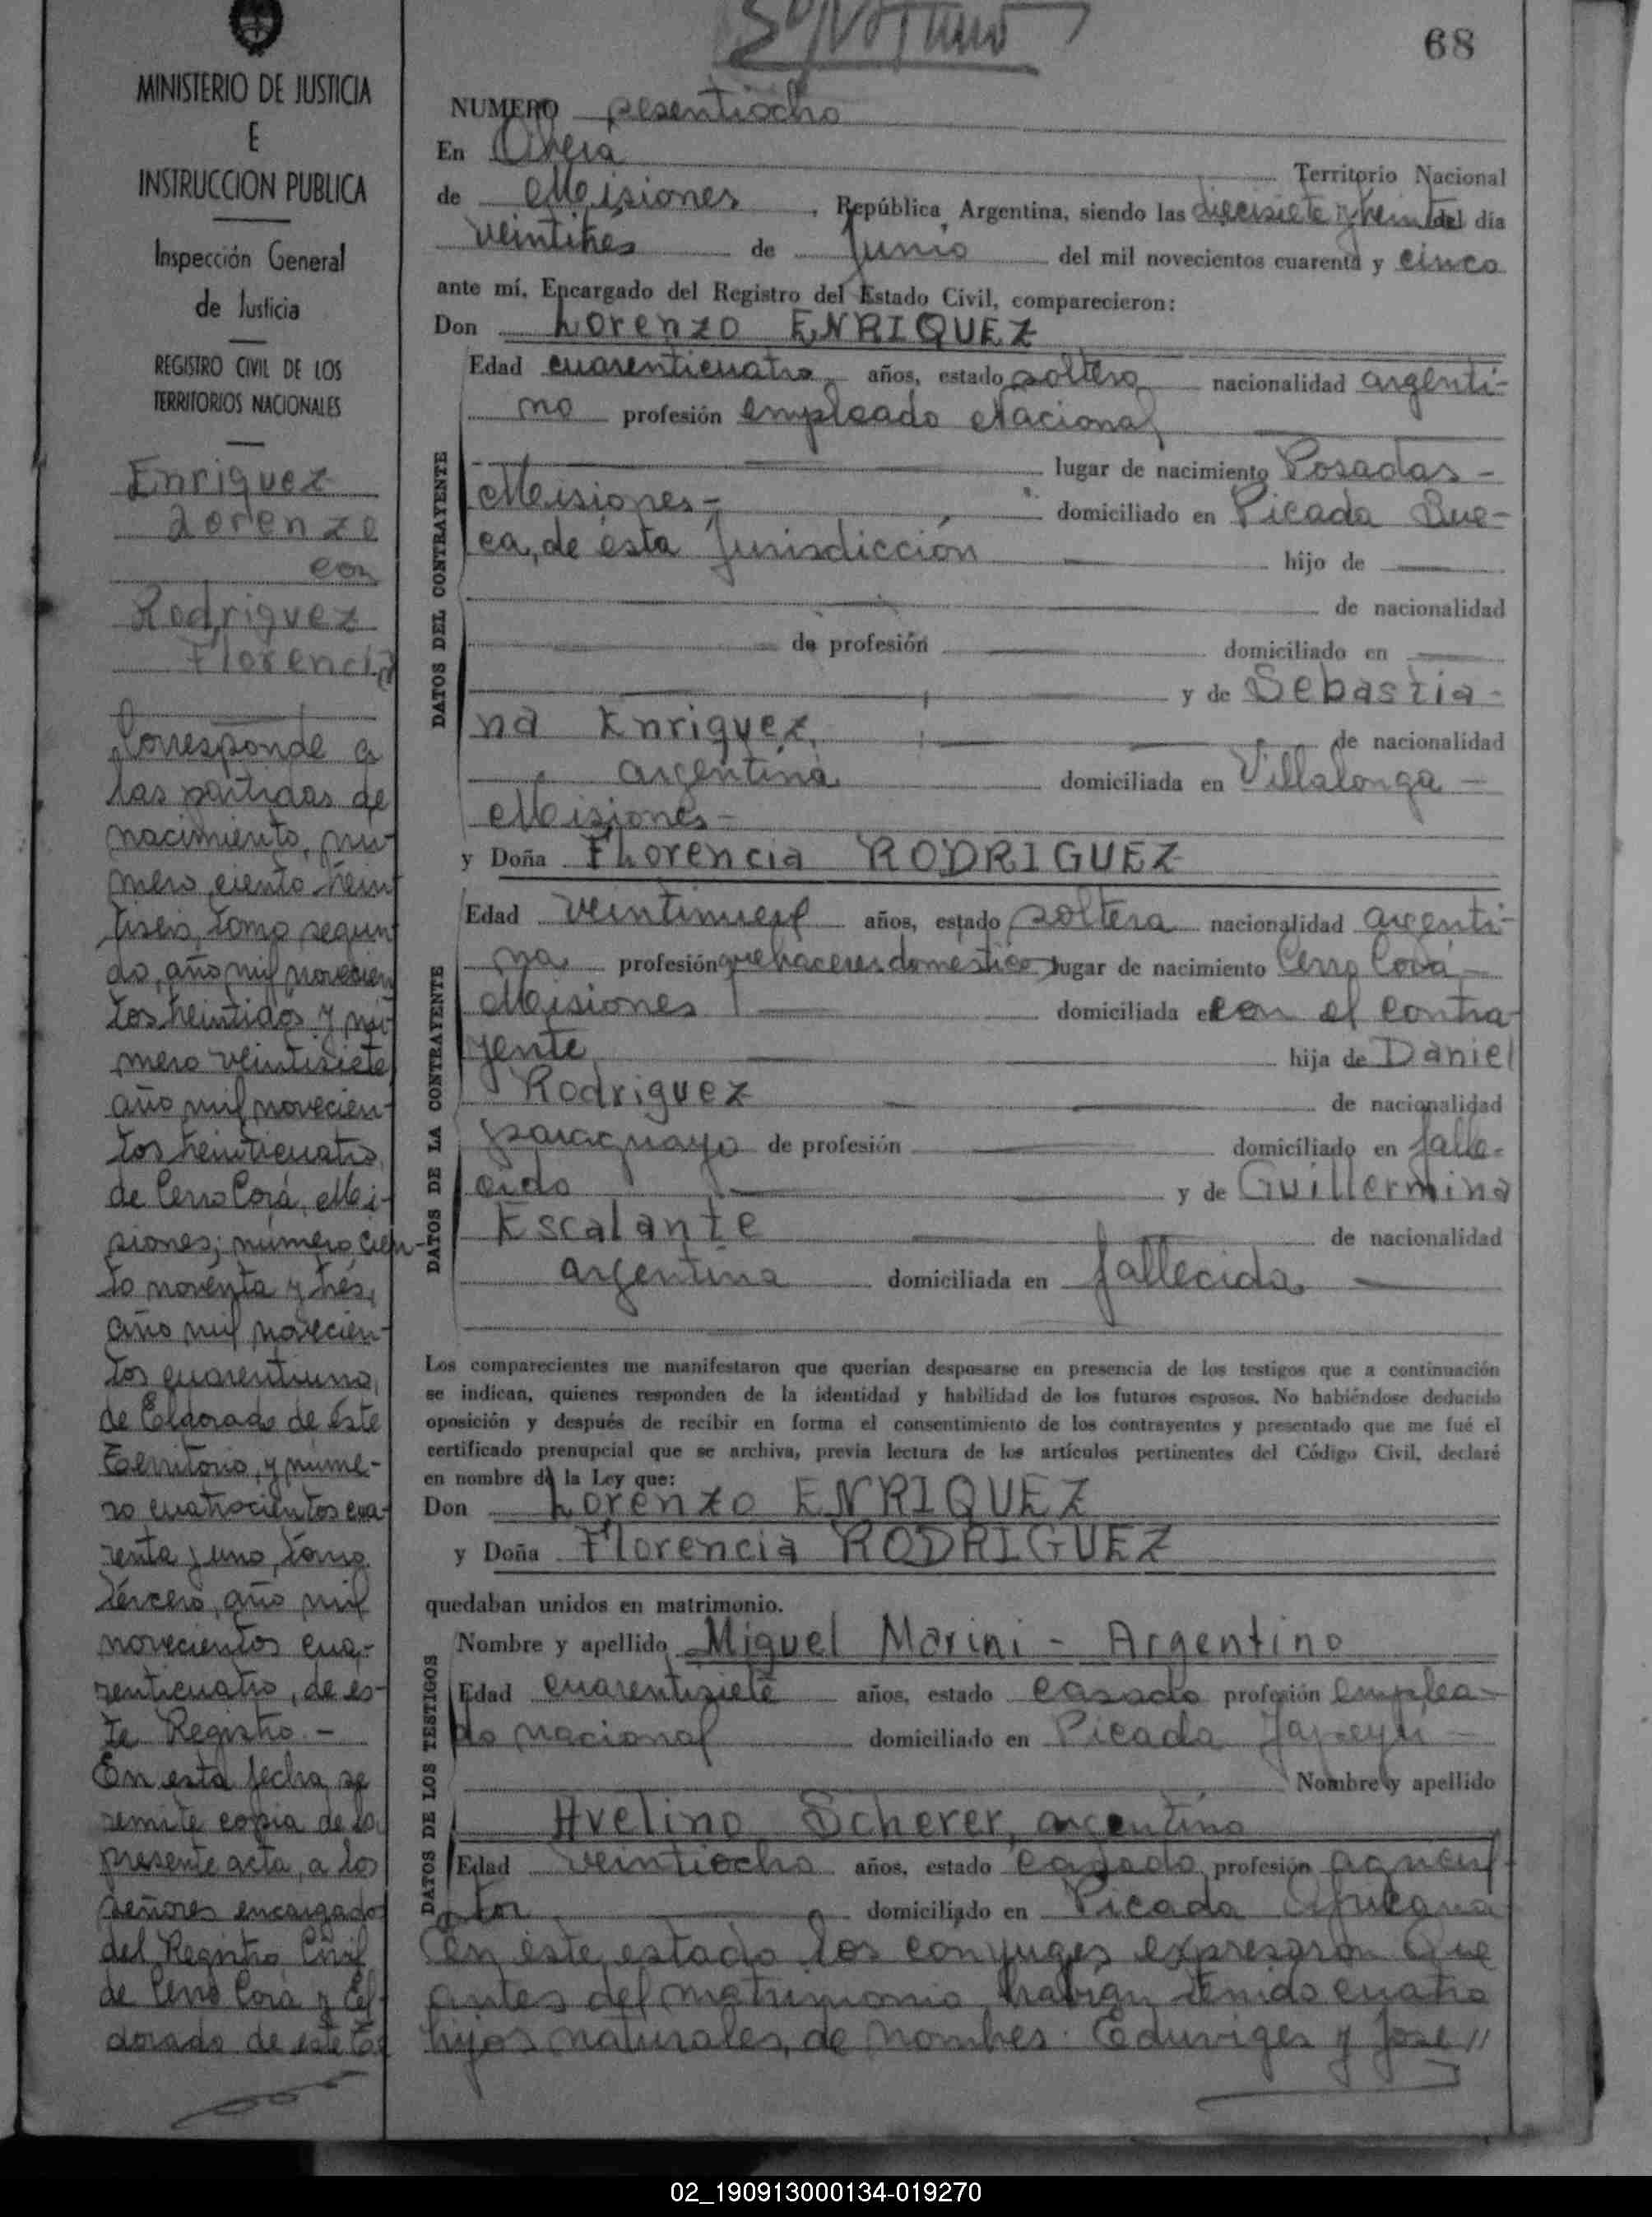 68
MINISTERIO DE JUSTICIA
E
INSTRUCCION PUBLICA
Inspección General
de Justicia
REGISTRO CIVIL DE LOS
TERRITORIOS NACIONALES
Enriquez
Lorenzo
con
Rodriguez
Florencia
Corresponde a
las partidas de
nacimiento, nú-
mero ciento vein
tiseis, tomo segun
do, año mil novecien
tos veintidos y nú-
mero veintisiete
año mil novecien-
tos veinticuatro,
de Cerro Corá, Mi-
siones; número cien-
to noventa y trés,
año mil novecien-
tos cuarentiuno,
de Eldorado de éste
Territorio, y núme-
ro cuatrocientos cua-
renta y uno, tomo
tércero, año mil
novecientos cua-
renticuatro, de es-
te Registro.-
En esta fecha se
remite copia de la
presente acta, a los
señores encargado
del Registro Civil
de Cerro Corá y El-
dorado de este Te
NUMERO sesentiocho
En Oberá Territorio Nacional
de Misiones, República Argentina, siendo las diecisiete y veinte del día
veintitrés de Junio del mil novecientos cuarenta y cinco
ante mí, Encargado del Registro del Estado Civil, comparecieron:
Don Lorenzo ENRIQUEZ
DATOS DEL CONTRAYENTE
Edad cuarenticuatro años, estado soltero nacionalidad argenti-
no profesión empleado Nacional
lugar de nacimiento Posadas -
Misiones - domiciliado en Picada Sue-
ca, de ésta Jurisdicción hijo de
de nacionalidad
de profesión domiciliado en
y de Sebastia-
na Enriquez, de nacionalidad
argentina domiciliada en Villalonga -
Misiones -
y Doña Florencia RODRIGUEZ
DATOS DE LA CONTRAYENTE
Edad veintinueve años, estado soltera nacionalidad argenti-
na profesión quehaceres domestico lugar de nacimiento Cerro Corá
Misiones domiciliada en con el contra-
yente hija de Daniel
Rodriguez de nacionalidad
paraguayo de profesión domiciliado en falle-
cido y de Guillermina
Escalante de nacionalidad
argentina domiciliada en fallecida
Los comparecientes me manifestaron que querían desposarse en presencia de los testigos que a continuación
se indican, quienes responden de la identidad y habilidad de los futuros esposos. No habiéndose deducido
oposición y después de recibir en forma el consentimiento de los contrayentes y presentado que me fué el
certificado prenupcial que se archiva, previa lectura de los artículos pertinentes del Código Civil, declaré
en nombre de la Ley que:
Don Lorenzo ENRIQUEZ
y Doña Florencia RODRIGUEZ
quedaban unidos en matrimonio.
DATOS DE LOS TESTIGOS
Nombre y apellido Miguel Marini - Argentino
Edad cuarentisiete años, estado casado profesión emplea-
do nacional domiciliado en Picada Yapeyú -
Nombre y apellido
Avelino Scherer, argentino
Edad veintiocho años, estado casado profesión agricul-
tor domiciliado en Picada Africana
En éste estado los conyuges expresaron que
antes del matrimonio habían tenido cuatro
hijos naturales, de nombres: Eduviges y José //
02_190913000134-019270